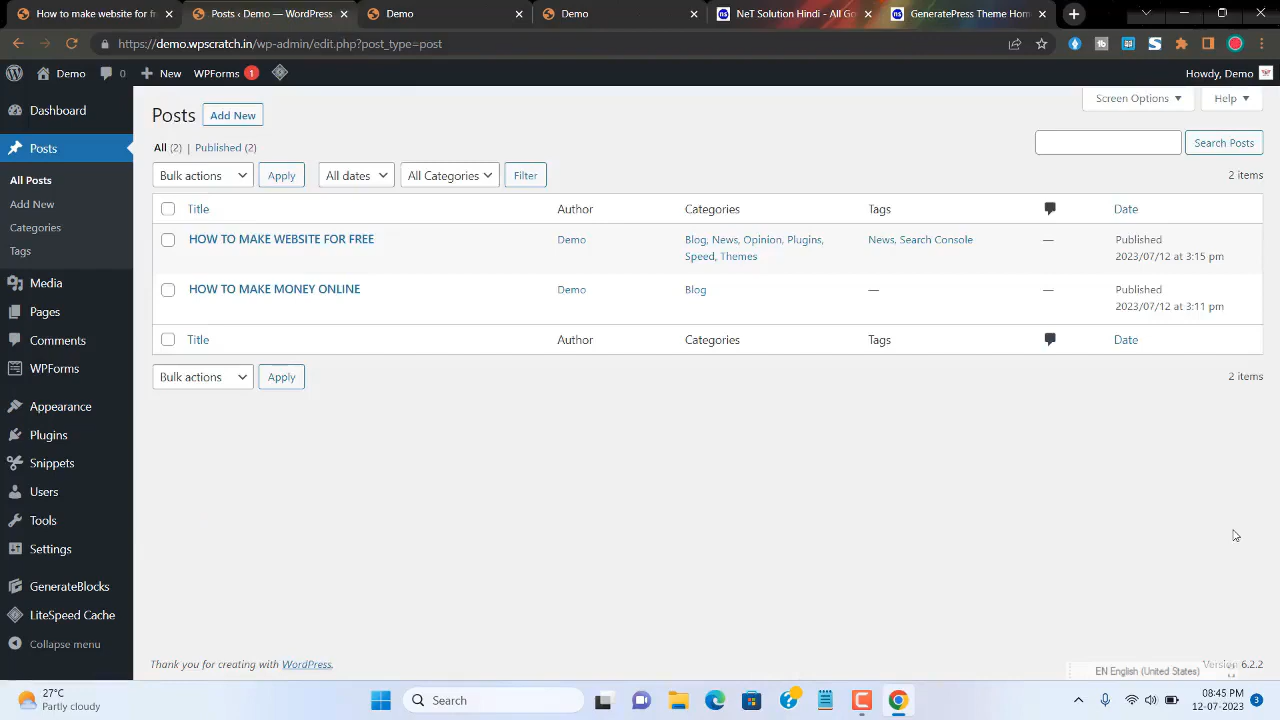 How to make website for fr
Posts ‹ Demo — WordPress
Demo
Demo
NeT Solution Hindi - All Go
GeneratePress Theme Hom
https://demo.wpscratch.in/wp-admin/edit.php?post_type=post
Demo
0
New
WPForms 1
Howdy, Demo
Dashboard
Posts
All Posts
Add New
Categories
Tags
Media
Pages
Comments
WPForms
Appearance
Plugins
Snippets
Users
Tools
Settings
GenerateBlocks
LiteSpeed Cache
Collapse menu
Screen Options
Help
Posts
Add New
All (2) | Published (2)
Search Posts
Bulk actions
Apply
All dates
All Categories
Filter
2 items
Title
Author
Categories
Tags
Date
HOW TO MAKE WEBSITE FOR FREE
Demo
Blog, News, Opinion, Plugins,
Speed, Themes
News, Search Console
—
Published
2023/07/12 at 3:15 pm
HOW TO MAKE MONEY ONLINE
Demo
Blog
—
—
Published
2023/07/12 at 3:11 pm
Title
Author
Categories
Tags
Date
Bulk actions
Apply
2 items
Thank you for creating with WordPress.
Version 6.2.2
EN English (United States)
27°C
Partly cloudy
Search
08:45 PM
12-07-2023
3